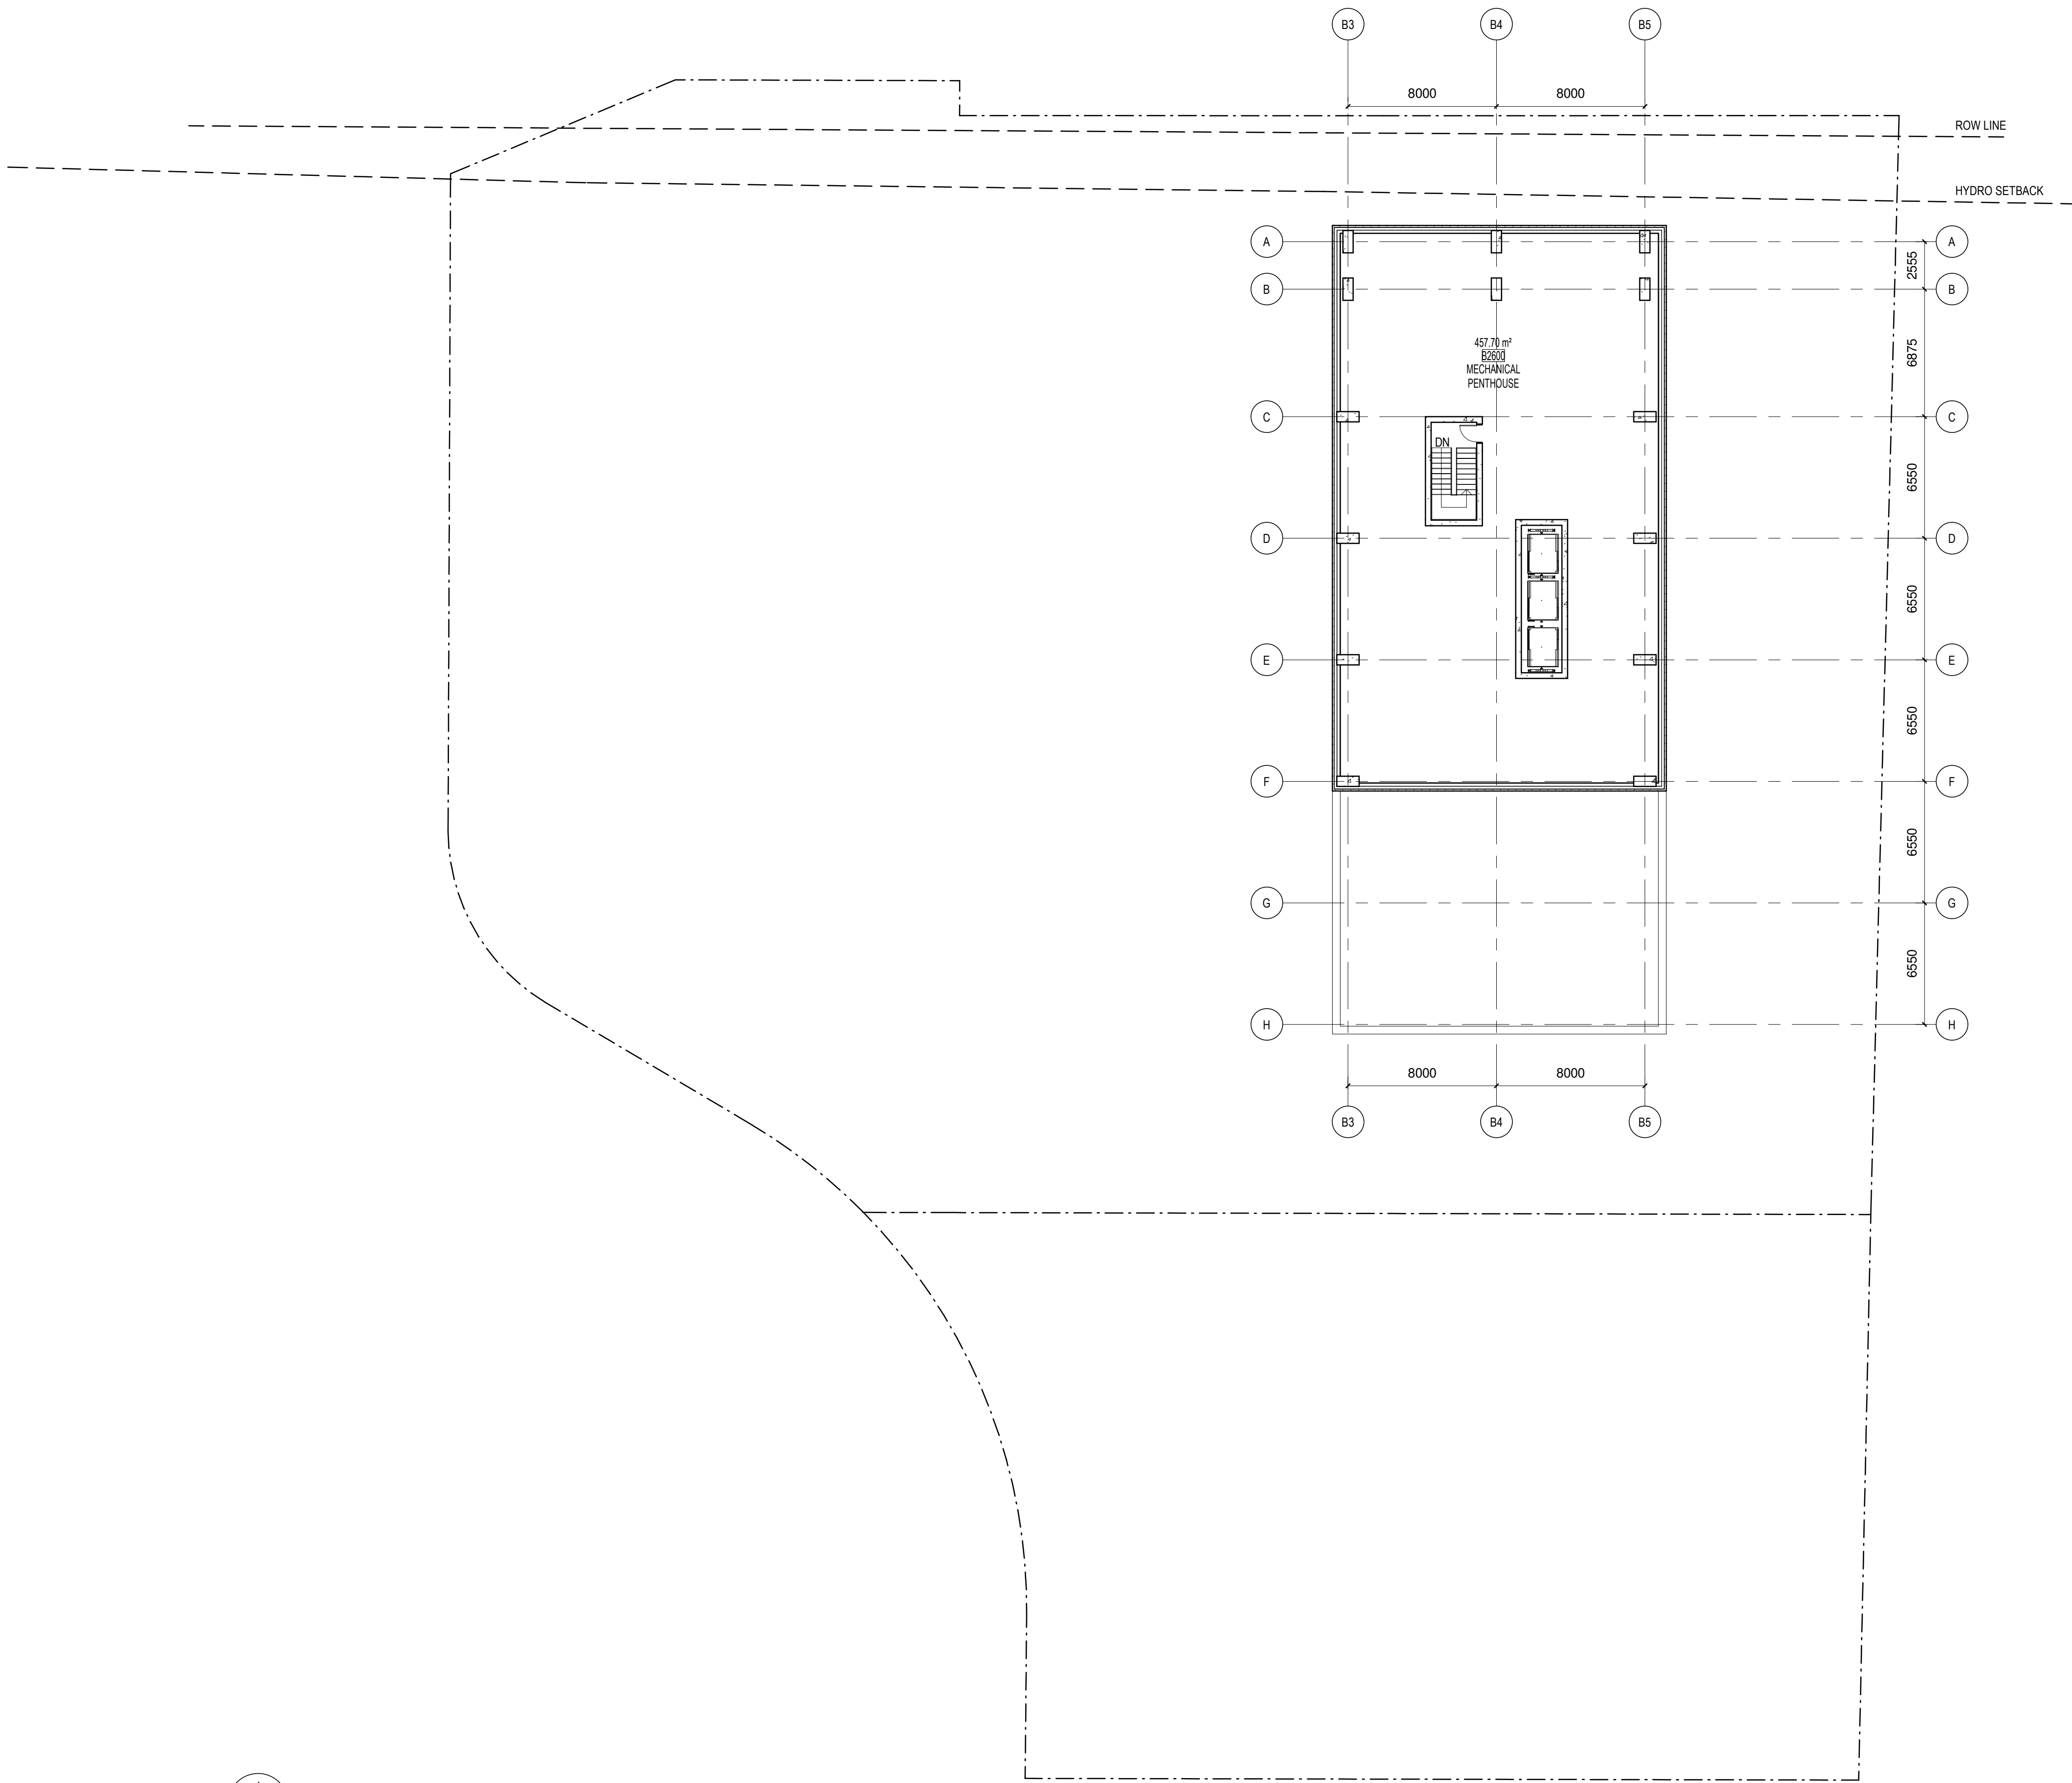 B3 B4 B5
8000 8000
ROW LINE
HYDRO SETBACK
A A
2555
B B
6875
457.70 m²
B2600
MECHANICAL
PENTHOUSE
C C
DN
6550
D D
6550
E E
6550
F F
6550
G G
6550
H H
8000 8000
B3 B4 B5